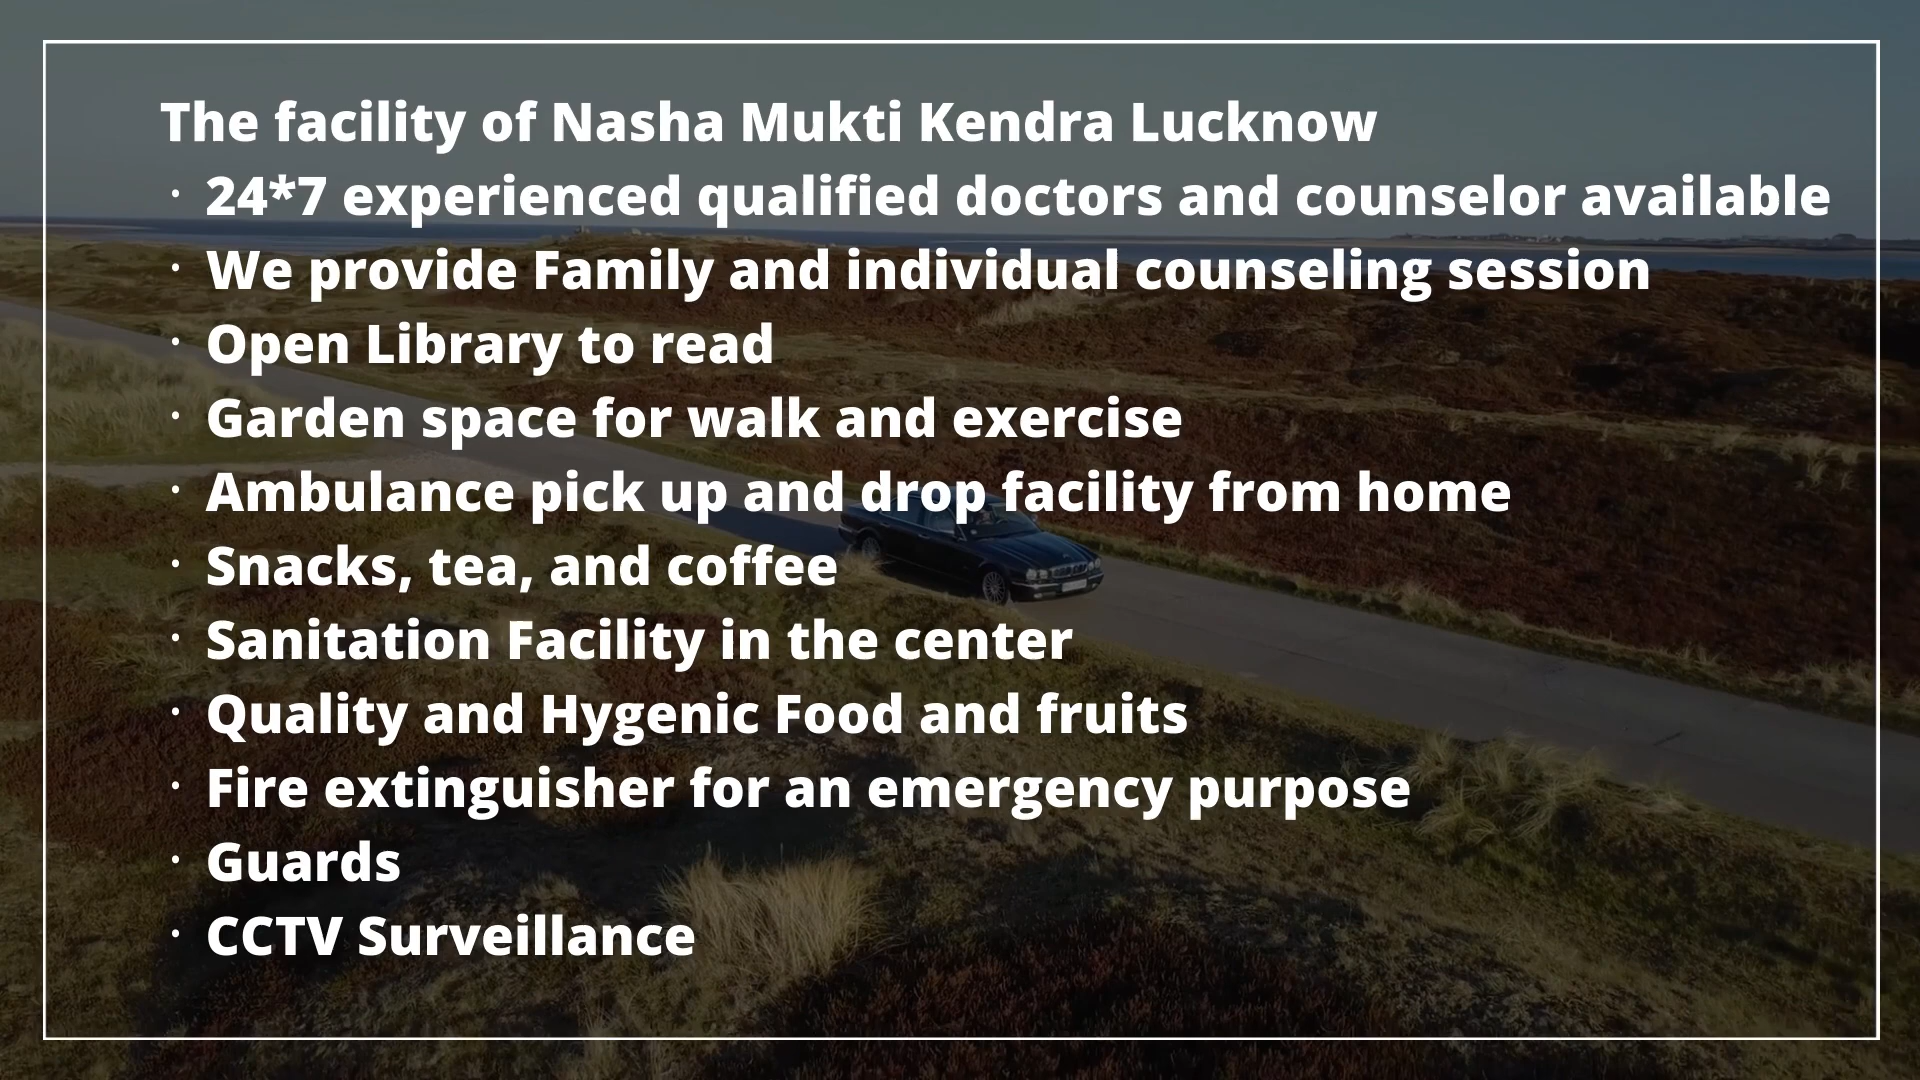 The facility of Nasha Mukti Kendra Lucknow
· 24*7 experienced qualified doctors and counselor available
· We provide Family and individual counseling session
· Open Library to read
· Garden space for walk and exercise
· Ambulance pick up and drop facility from home
· Snacks, tea, and coffee
· Sanitation Facility in the center
· Quality and Hygenic Food and fruits
· Fire extinguisher for an emergency purpose
· Guards
· CCTV Surveillance